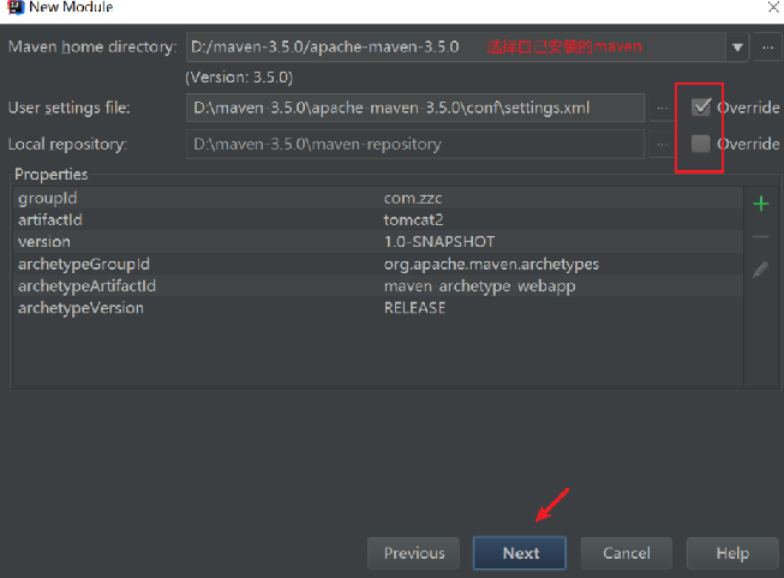 New Module
Maven home directory: D:/maven-3.5.0/apache-maven-3.5.0 选择自己安装的maven
(Version: 3.5.0)
User settings file: D:\maven-3.5.0\apache-maven-3.5.0\conf\settings.xml ... Override
Local repository: D:\maven-3.5.0\maven-repository ... Override
Properties
groupId com.zzc
artifactId tomcat2
version 1.0-SNAPSHOT
archetypeGroupId org.apache.maven.archetypes
archetypeArtifactId maven archetype webapp
archetypeVersion RELEASE
Previous Next Cancel Help